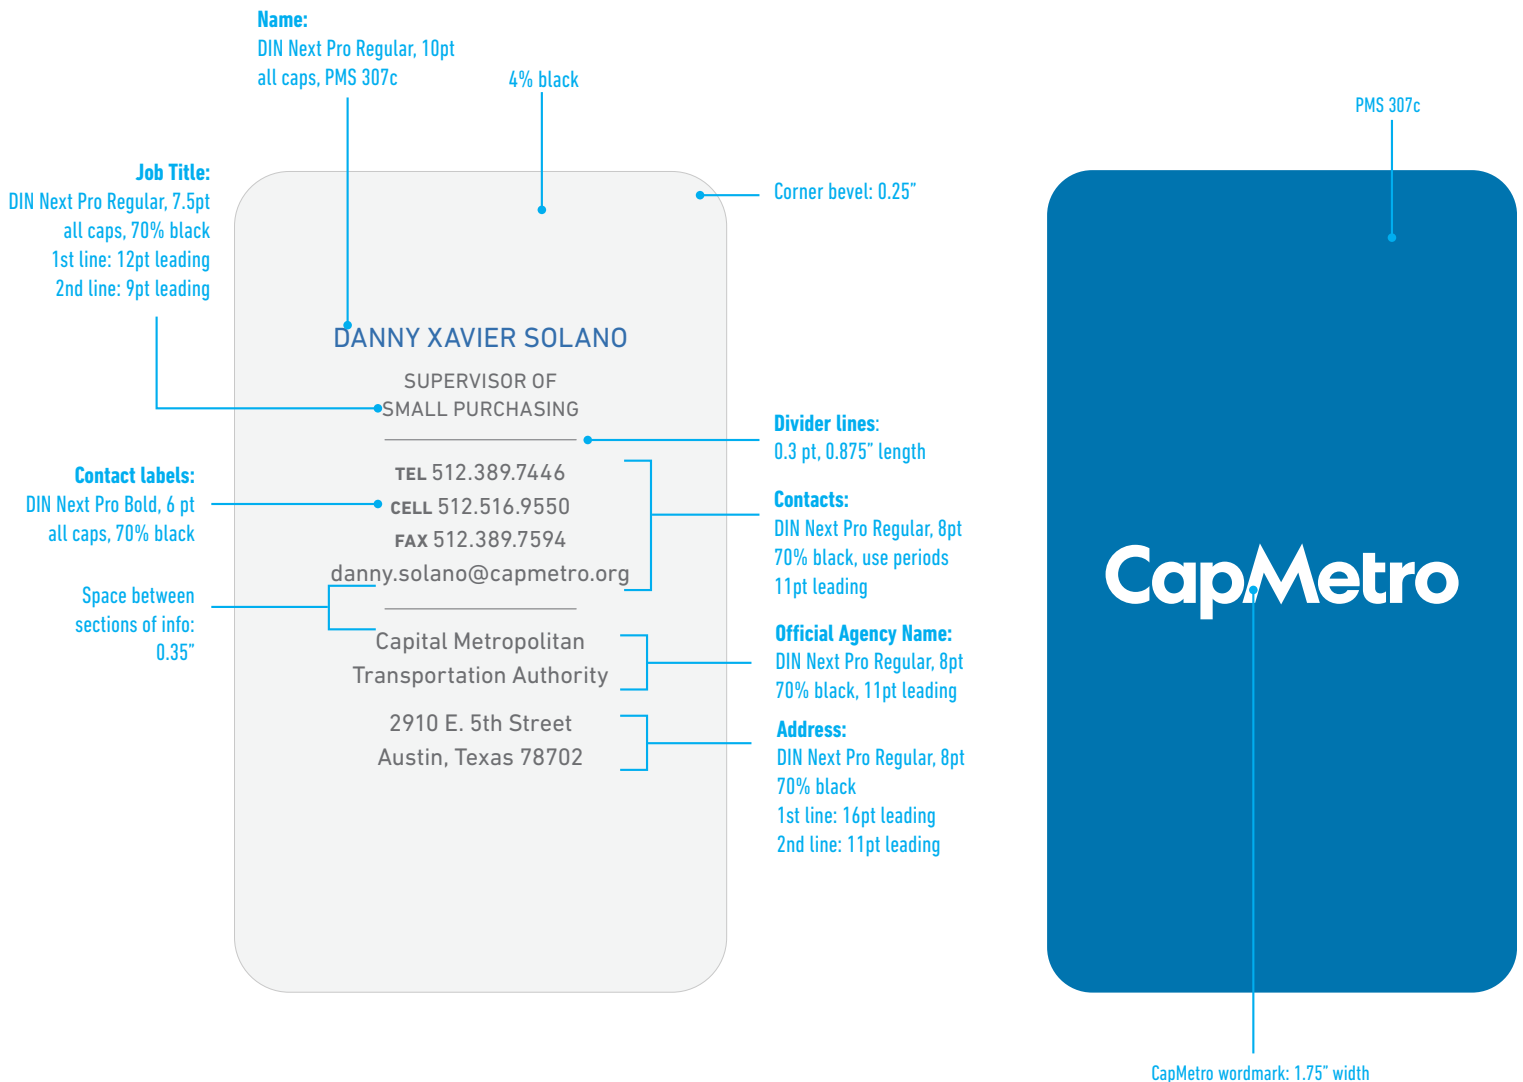 Name:
DIN Next Pro Regular, 10pt
all caps, PMS 307c
4% black
PMS 307c
Job Title:
DIN Next Pro Regular, 7.5pt
all caps, 70% black
1st line: 12pt leading
2nd line: 9pt leading
Corner bevel: 0.25”
DANNY XAVIER SOLANO
SUPERVISOR OF
SMALL PURCHASING
Divider lines:
0.3 pt, 0.875” length
Contact labels:
DIN Next Pro Bold, 6 pt
all caps, 70% black
TEL 512.389.7446
CELL 512.516.9550
FAX 512.389.7594
danny.solano@capmetro.org
Contacts:
DIN Next Pro Regular, 8pt
70% black, use periods
11pt leading
Space between
sections of info:
0.35”
Capital Metropolitan
Transportation Authority
Official Agency Name:
DIN Next Pro Regular, 8pt
70% black, 11pt leading
2910 E. 5th Street
Austin, Texas 78702
Address:
DIN Next Pro Regular, 8pt
70% black
1st line: 16pt leading
2nd line: 11pt leading
CapMetro
CapMetro wordmark: 1.75” width